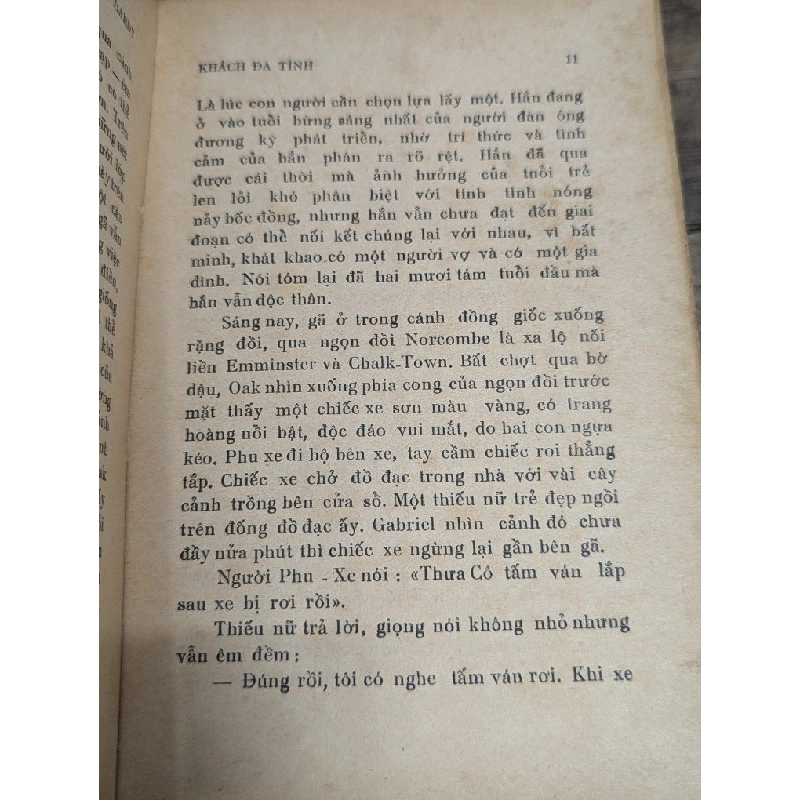 KHÁCH ĐA TÌNH 11
Là lúc con người cần chọn lựa lấy một. Hắn đang
ở vào tuổi hừng sáng nhất của người đàn ông
đương kỳ phát triển, nhờ trí thức và tình
cảm của hắn phân ra rõ rệt. Hắn đã qua
được cái thời mà ảnh hưởng của tuổi trẻ
len lỏi khó phân biệt với tính tình nóng
nảy bốc đồng, nhưng hắn vẫn chưa đạt đến giai
đoạn có thể nối kết chúng lại với nhau, vì bất
mình, khát khao có một người vợ và có một gia
đình. Nói tóm lại đã hai mươi tám tuổi đầu mà
hắn vẫn độc thân.
Sáng nay, gã ở trong cánh đồng giốc xuống
rặng đồi, qua ngọn đồi Norcombe là xa lộ nối
liền Emminster và Chalk-Town. Bất chợt qua bờ
dậu, Oak nhìn xuống phía cong của ngọn đồi trước
mặt thấy một chiếc xe sơn màu vàng, có trang
hoàng nổi bật, độc đáo vui mắt, do hai con ngựa
kéo. Phu xe đi bộ bên xe, tay cầm chiếc roi thẳng
tắp. Chiếc xe chở đồ đạc trong nhà với vài cây
cảnh trồng bên cửa sổ. Một thiếu nữ trẻ đẹp ngồi
trên đống đồ đạc ấy. Gabriel nhìn cảnh đó chưa
đầy nửa phút thì chiếc xe ngừng lại gần bên gã.
Người Phu - Xe nói : «Thưa Cô tấm ván lắp
sau xe bị rơi rồi».
Thiếu nữ trả lời, giọng nói không nhỏ nhưng
vẫn êm đềm :
— Đúng rồi, tôi có nghe tấm ván rơi. Khi xe